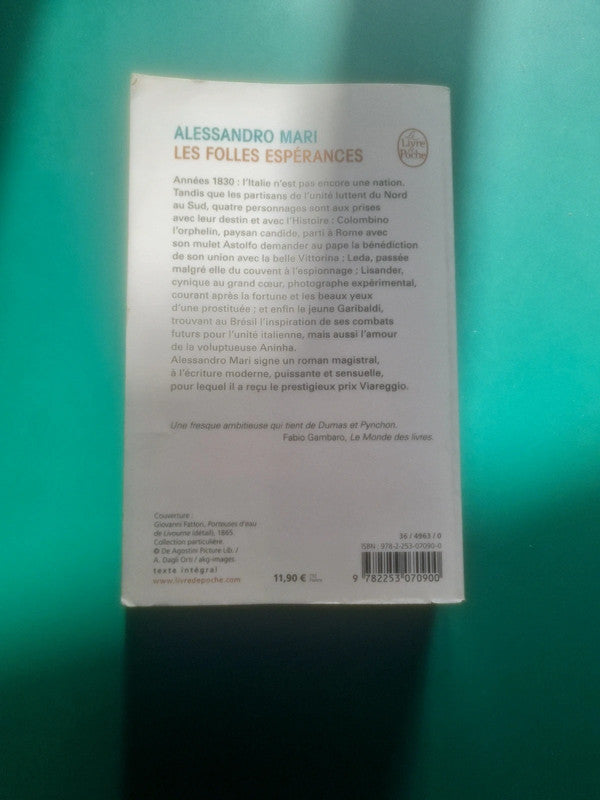 ALESSANDRO MARI
LES FOLLES ESPÉRANCES
Le
Livre
de
Poche
Années 1830 : l'Italie n'est pas encore une nation.
Tandis que les partisans de l'unité luttent du Nord
au Sud, quatre personnages sont aux prises
avec leur destin et avec l'Histoire : Colombino
l'orphelin, paysan candide, parti à Rome avec
son mulet Astolfo demander au pape la bénédiction
de son union avec la belle Vittorina ; Leda, passée
malgré elle du couvent à l'espionnage ; Lisander,
cynique au grand cœur, photographe expérimental,
courant après la fortune et les beaux yeux
d'une prostituée ; et enfin le jeune Garibaldi,
trouvant au Brésil l'inspiration de ses combats
futurs pour l'unité italienne, mais aussi l'amour
de la voluptueuse Aninha.
Alessandro Mari signe un roman magistral,
à l'écriture moderne, puissante et sensuelle,
pour lequel il a reçu le prestigieux prix Viareggio.
Une fresque ambitieuse qui tient de Dumas et Pynchon.
Fabio Gambaro, Le Monde des livres.
Couverture :
Giovanni Fattori, Porteuses d'eau
de Livourne (détail), 1865.
Collection particulière.
© De Agostini Picture Lib. /
A. Dagli Orti / akg-images.
texte intégral
www.livredepoche.com
11,90 €
36 / 4963 / 0
ISBN : 978-2-253-07090-0
9 782253 070900